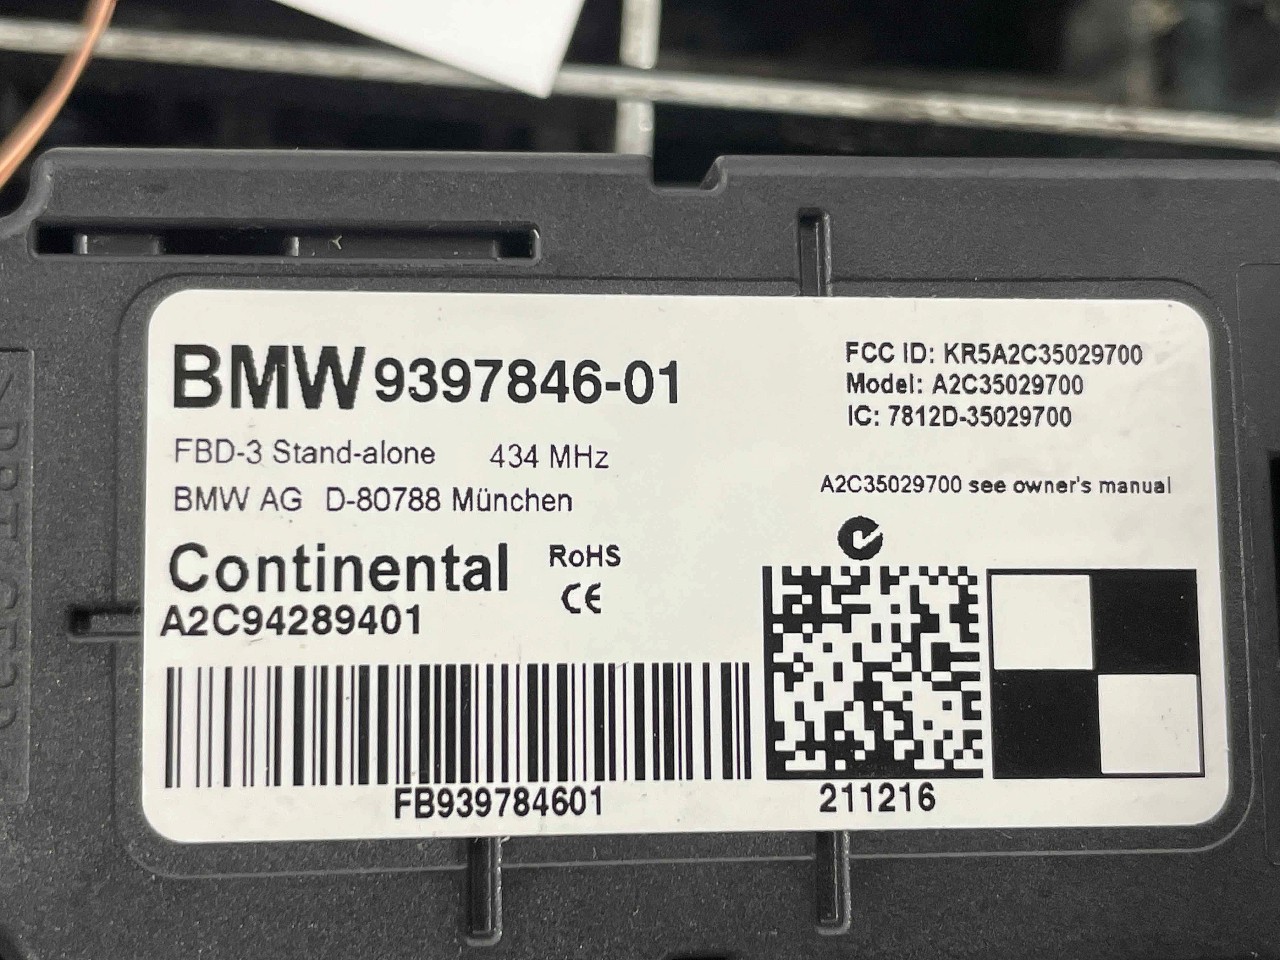 BMW 9397846-01
FBD-3 Stand-alone 434 MHz
BMW AG D-80788 München
Continental RoHS
CE
A2C94289401
FB939784601
FCC ID: KR5A2C35029700
Model: A2C35029700
IC: 7812D-35029700
A2C35029700 see owner's manual
211216